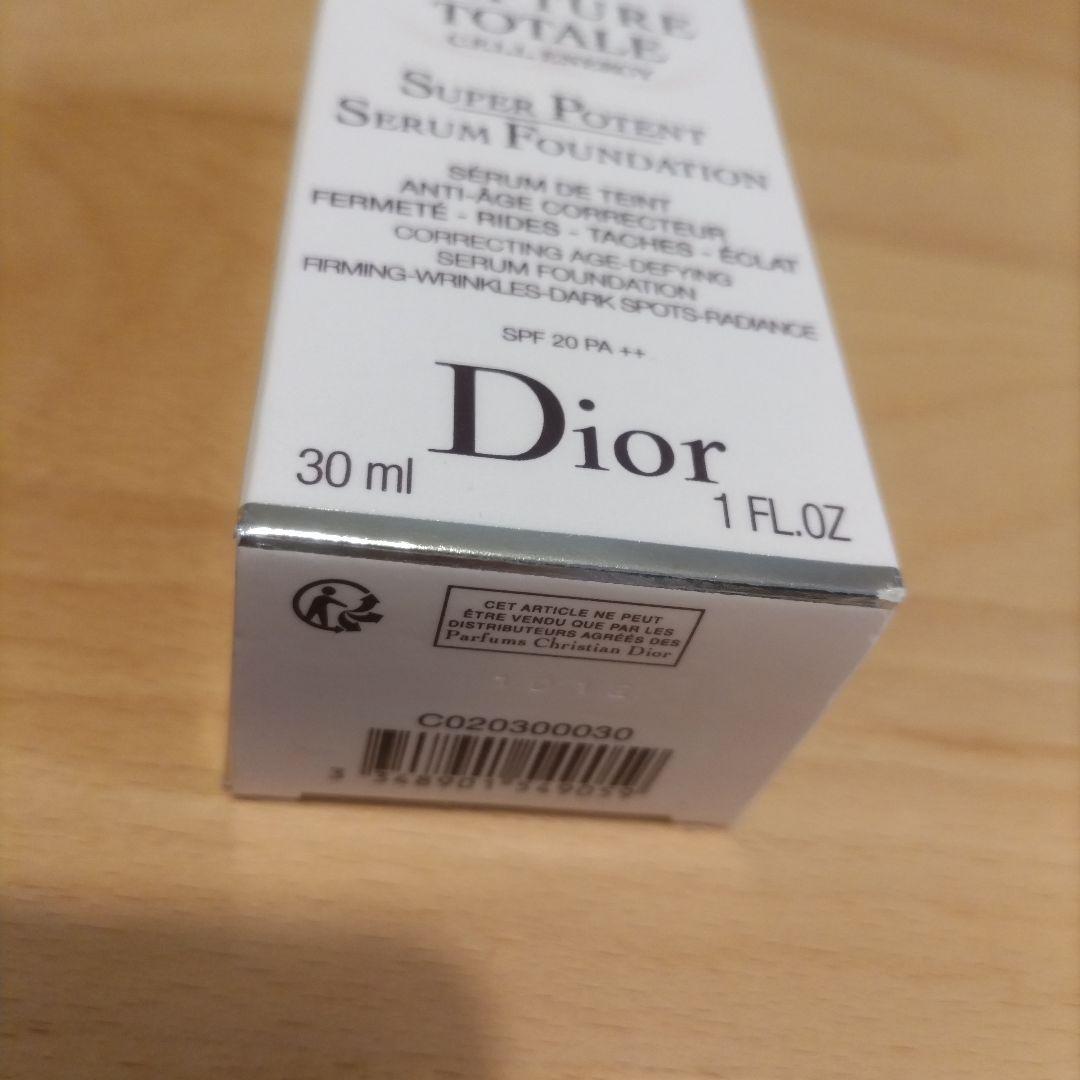 TOTALE
CELL ENERGY
SUPER POTENT
SERUM FOUNDATION
SÉRUM DE TEINT
ANTI-ÂGE CORRECTEUR
FERMETÉ - RIDES - TACHES - ÉCLAT
CORRECTING AGE-DEFYING
SERUM FOUNDATION
FIRMING-WRINKLES-DARK SPOTS-RADIANCE
SPF 20 PA ++
Dior
30 ml
1 FL.OZ
CET ARTICLE NE PEUT
ÊTRE VENDU QUE PAR LES
DISTRIBUTEURS AGRÉÉS DES
Parfums Christian Dior
C020300030